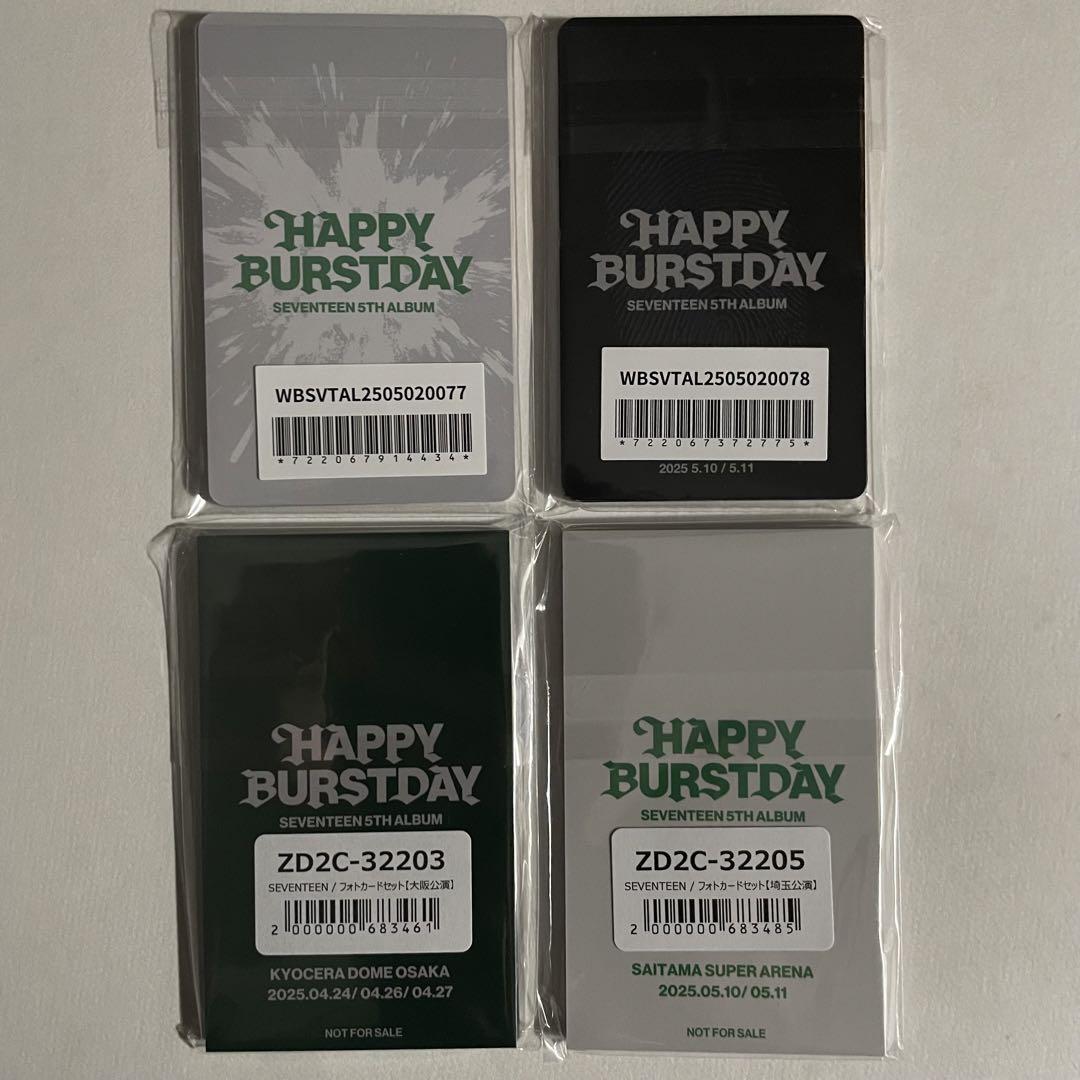 HAPPY
BURSTDAY
SEVENTEEN 5TH ALBUM
WBSVTAL2505020077
*722067914434*
HAPPY
BURSTDAY
SEVENTEEN 5TH ALBUM
WBSVTAL2505020078
*722067372775*
2025 5.10 / 5.11
HAPPY
BURSTDAY
SEVENTEEN 5TH ALBUM
ZD2C-32203
SEVENTEEN / フォトカードセット【大阪公演】
2 000000 683461
KYOCERA DOME OSAKA
2025.04.24/ 04.26/ 04.27
NOT FOR SALE
HAPPY
BURSTDAY
SEVENTEEN 5TH ALBUM
ZD2C-32205
SEVENTEEN / フォトカードセット【埼玉公演】
2 000000 683485
SAITAMA SUPER ARENA
2025.05.10/ 05.11
NOT FOR SALE